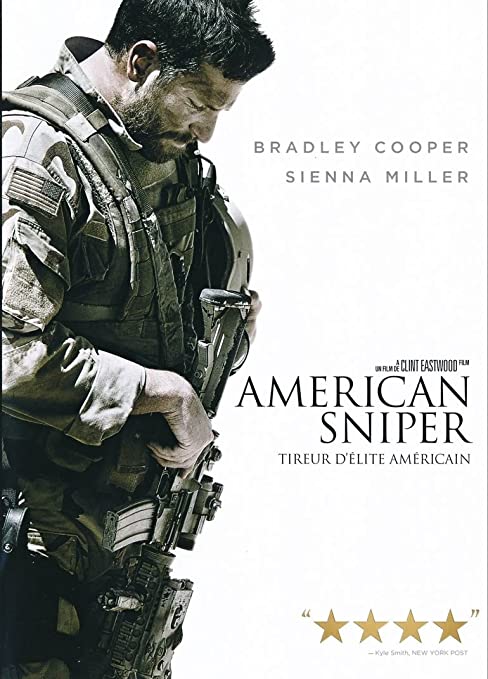 BRADLEY COOPER
SIENNA MILLER
UN FILM DE A CLINT EASTWOOD FILM
AMERICAN
SNIPER
TIREUR D'ÉLITE AMÉRICAIN
“ ”
— Kyle Smith, NEW YORK POST